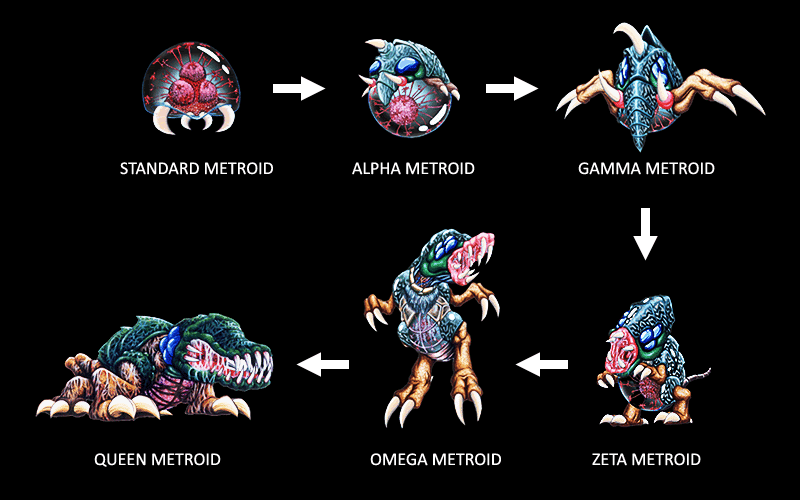 STANDARD METROID
ALPHA METROID
GAMMA METROID
QUEEN METROID
OMEGA METROID
ZETA METROID